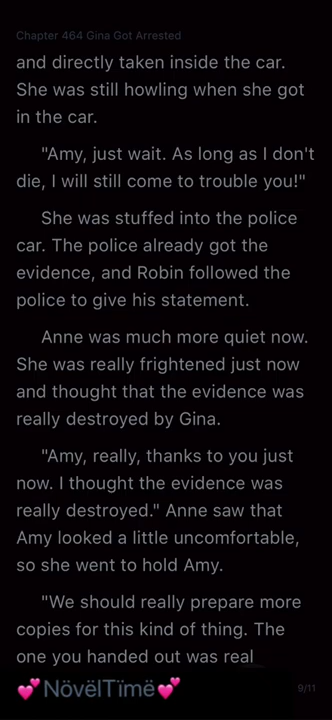 Chapter 464 Gina Got Arrested
and directly taken inside the car.
She was still howling when she got
in the car.
"Amy, just wait. As long as I don't
die, I will still come to trouble you!"
She was stuffed into the police
car. The police already got the
evidence, and Robin followed the
police to give his statement.
Anne was much more quiet now.
She was really frightened just now
and thought that the evidence was
really destroyed by Gina.
"Amy, really, thanks to you just
now. I thought the evidence was
really destroyed." Anne saw that
Amy looked a little uncomfortable,
so she went to hold Amy.
"We should really prepare more
copies for this kind of thing. The
one you handed out was real
💕NövëlTïmë💕
9/11